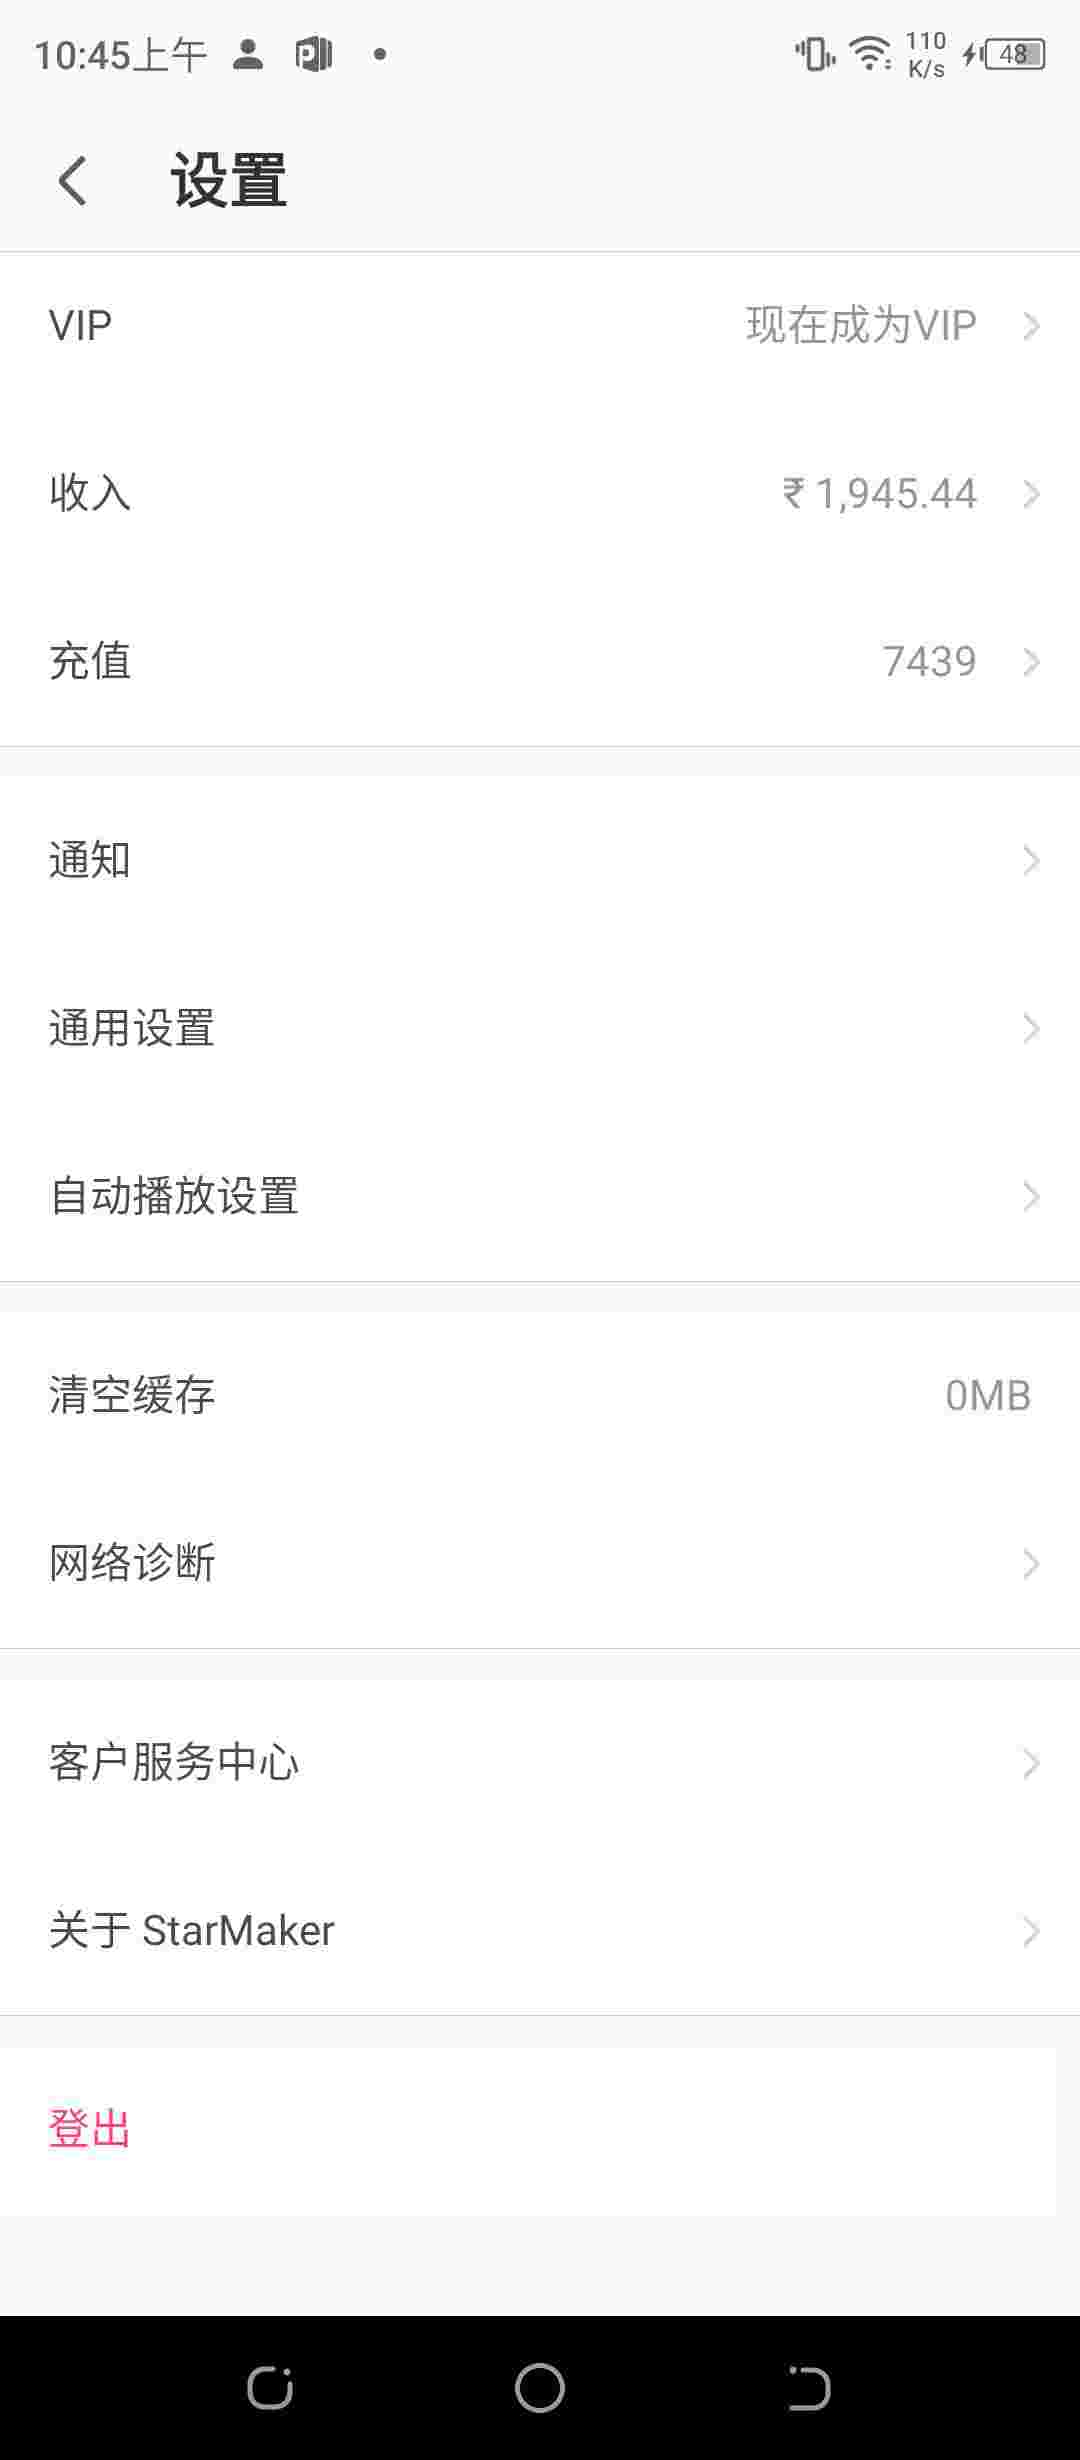 10:45上午
110
K/s
48
设置
VIP 现在成为VIP
收入 ₹ 1,945.44
充值 7439
通知
通用设置
自动播放设置
清空缓存 0MB
网络诊断
客户服务中心
关于 StarMaker
登出